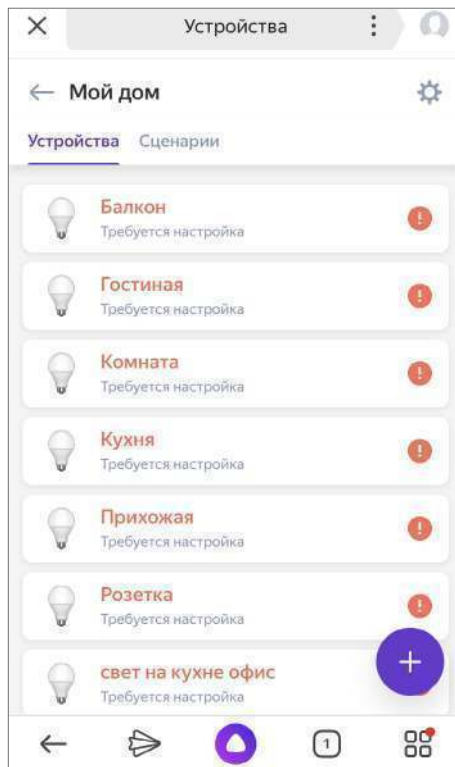 Устройства
Мой дом
Устройства Сценарии
Балкон
Требуется настройка
Гостиная
Требуется настройка
Комната
Требуется настройка
Кухня
Требуется настройка
Прихожая
Требуется настройка
Розетка
Требуется настройка
свет на кухне офис
Требуется настройка
1